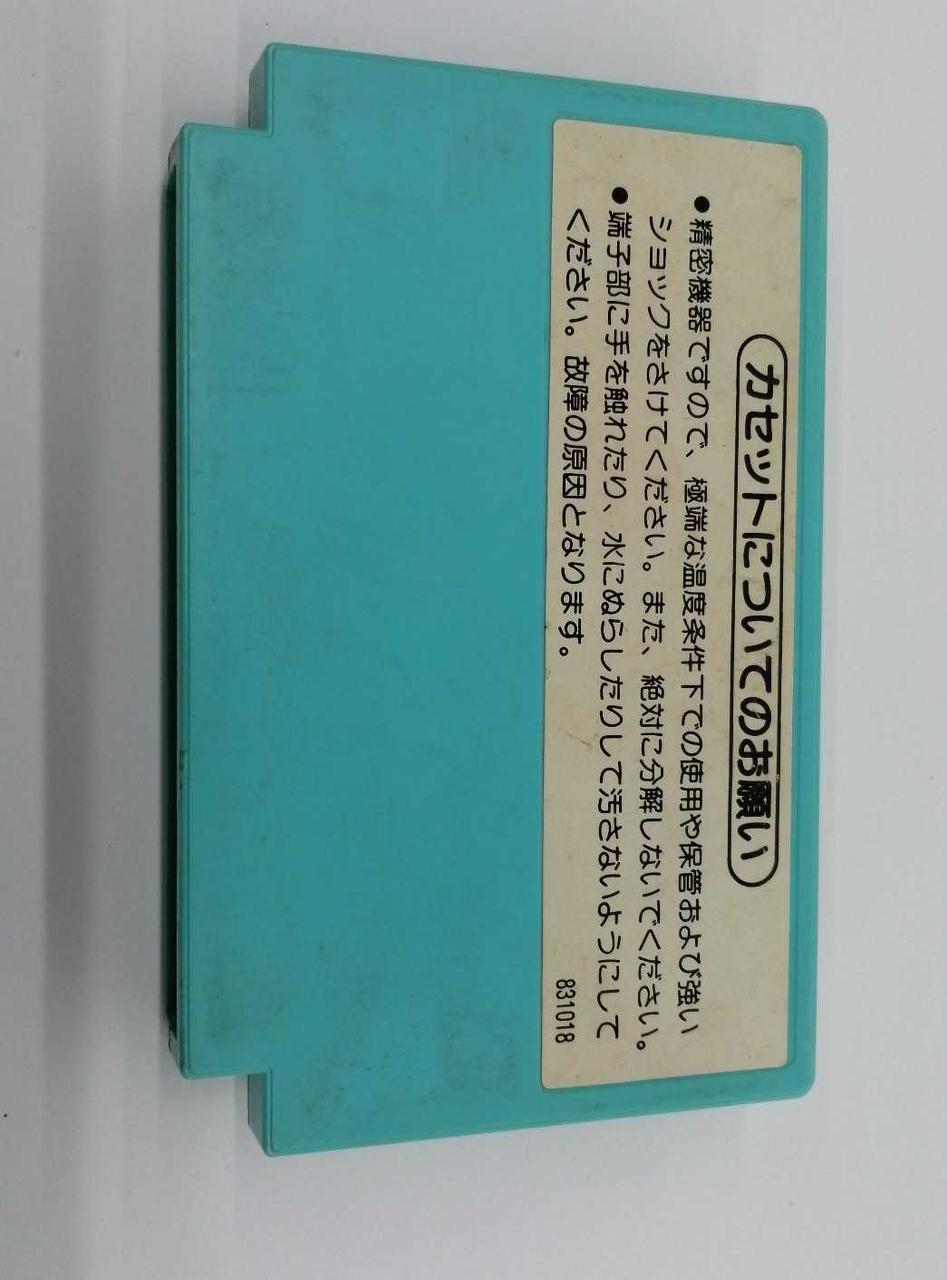 カセットについてのお願い
●精密機器ですので、極端な温度条件下での使用や保管および強い
ショックをさけてください。また、絶対に分解しないでください。
●端子部に手を触れたり、水にぬらしたりして汚さないようにして
ください。故障の原因となります。
831018